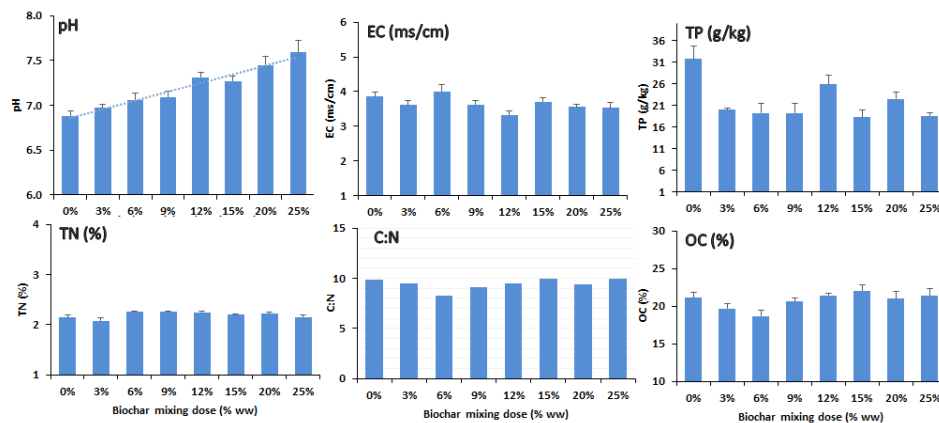 pH
8.0
7.5
7.0
6.5
6.0
pH
0% 3% 6% 9% 12% 15% 20% 25%
EC (ms/cm)
6
5
4
3
2
1
EC (ms/cm)
0% 3% 6% 9% 12% 15% 20% 25%
TP (g/kg)
36
31
26
21
16
11
6
1
TP (g/kg)
0% 3% 6% 9% 12% 15% 20% 25%
TN (%)
4
3
2
1
TN (%)
0% 3% 6% 9% 12% 15% 20% 25%
Biochar mixing dose (% ww)
C:N
15
10
5
0
C:N
0% 3% 6% 9% 12% 15% 20% 25%
Biochar mixing dose (% ww)
OC (%)
30
25
20
15
10
OC (%)
0% 3% 6% 9% 12% 15% 20% 25%
Biochar mixing dose (% ww)